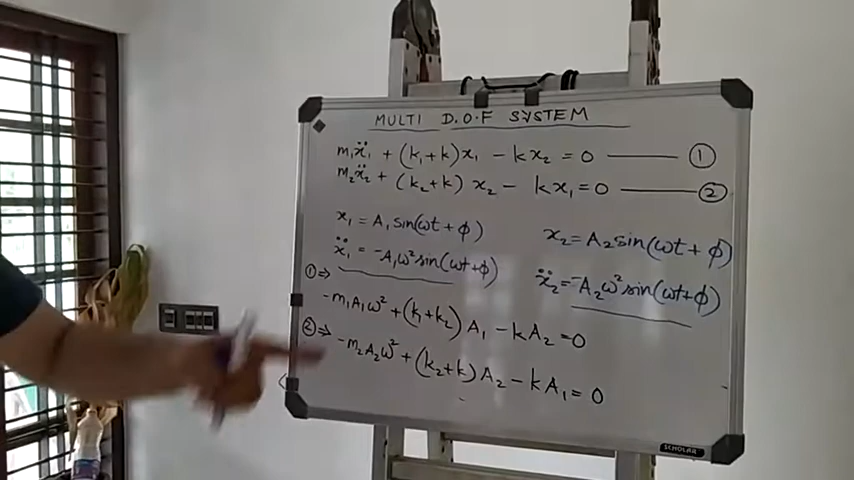 MULTI D.O.F SYSTEM
m₁ẍ₁ + (k₁+k)x₁ - kx₂ = 0 ——— ①
m₂ẍ₂ + (k₂+k) x₂ - kx₁ = 0 ——— ②
x₁ = A₁ sin(ωt + φ)
x₂ = A₂ sin(ωt + φ)
ẍ₁ = -A₁ω² sin(ωt+φ)
ẍ₂ = -A₂ω² sin(ωt+φ)
① ⇒
-m₁A₁ω² + (k₁+k₂)A₁ - kA₂ = 0
② ⇒
-m₂A₂ω² + (k₂+k)A₂ - kA₁ = 0
SCHOLAR